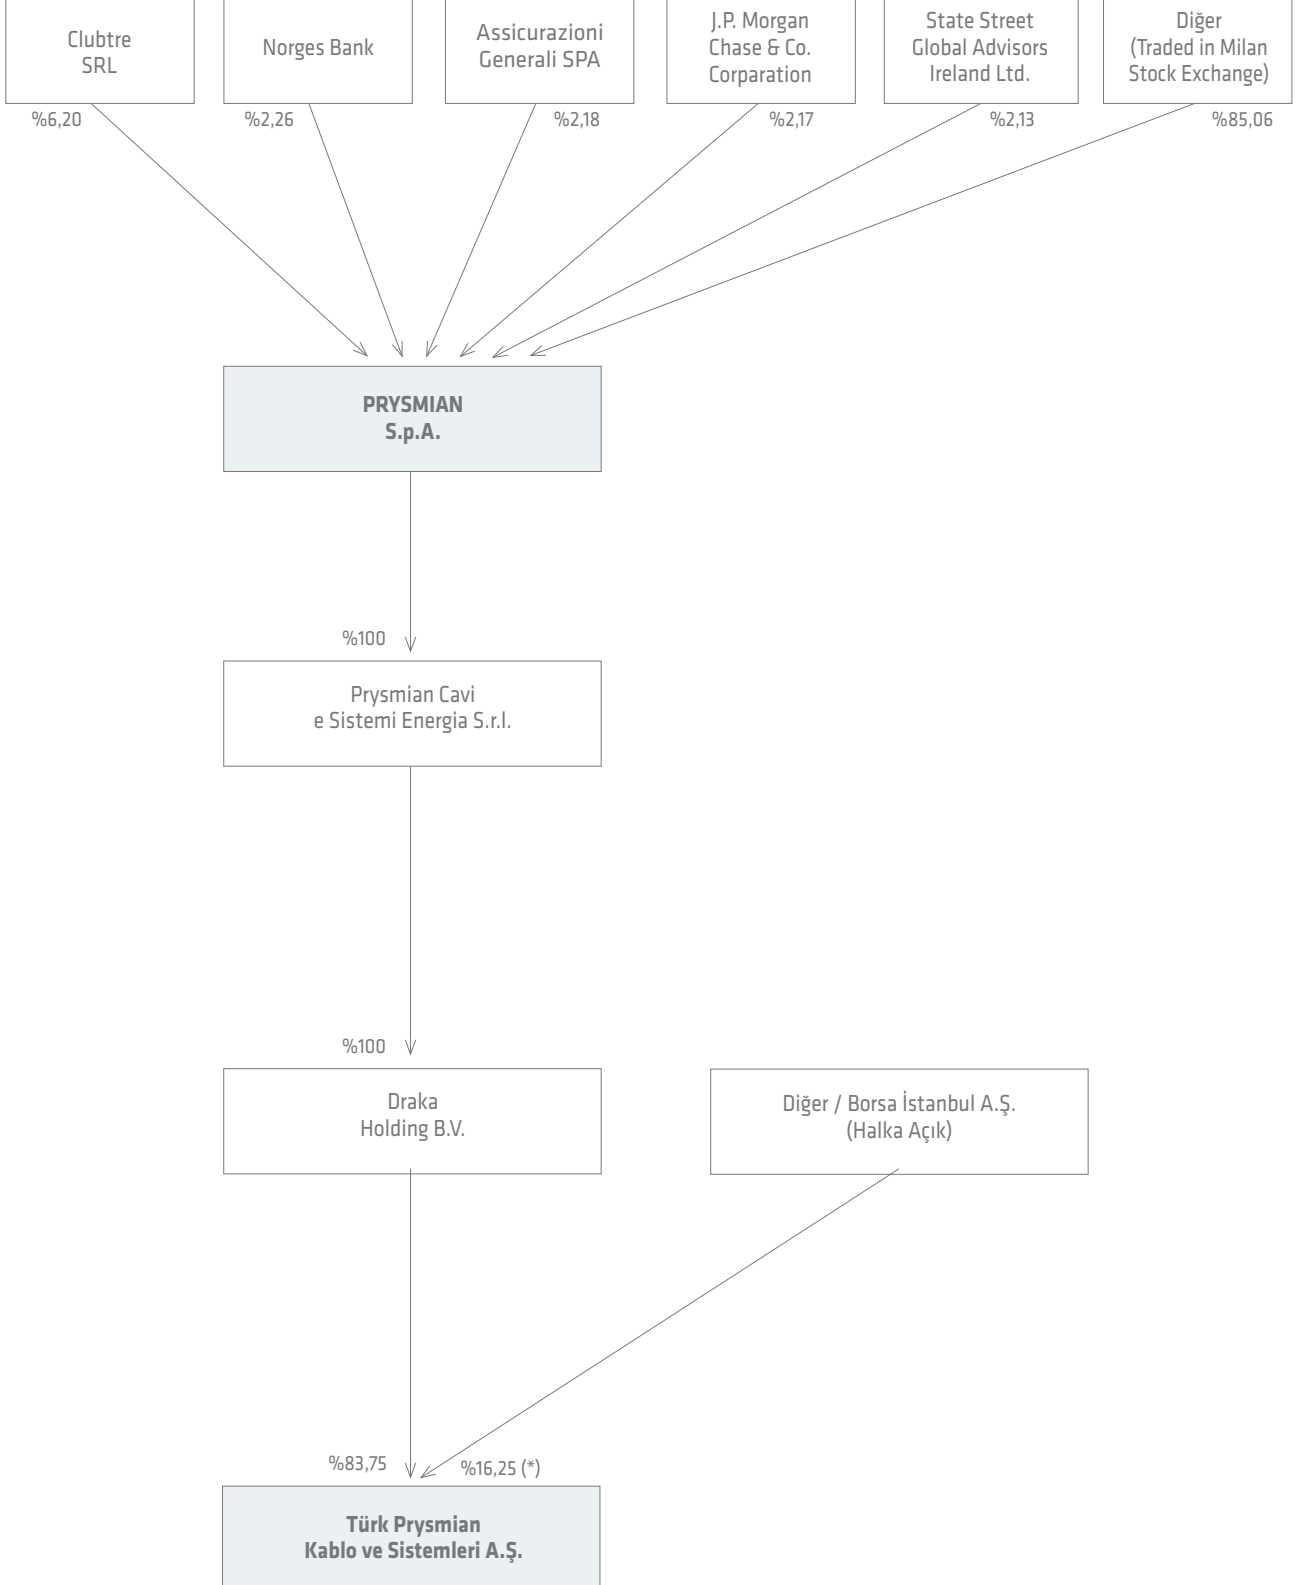 Clubtre
SRL
Norges Bank
Assicurazioni
Generali SPA
J.P. Morgan
Chase & Co.
Corparation
State Street
Global Advisors
Ireland Ltd.
Diğer
(Traded in Milan
Stock Exchange)
%6,20
%2,26
%2,18
%2,17
%2,13
%85,06
PRYSMIAN
S.p.A.
%100
Prysmian Cavi
e Sistemi Energia S.r.l.
%100
Draka
Holding B.V.
Diğer / Borsa İstanbul A.Ş.
(Halka Açık)
%83,75
%16,25 (*)
Türk Prysmian
Kablo ve Sistemleri A.Ş.